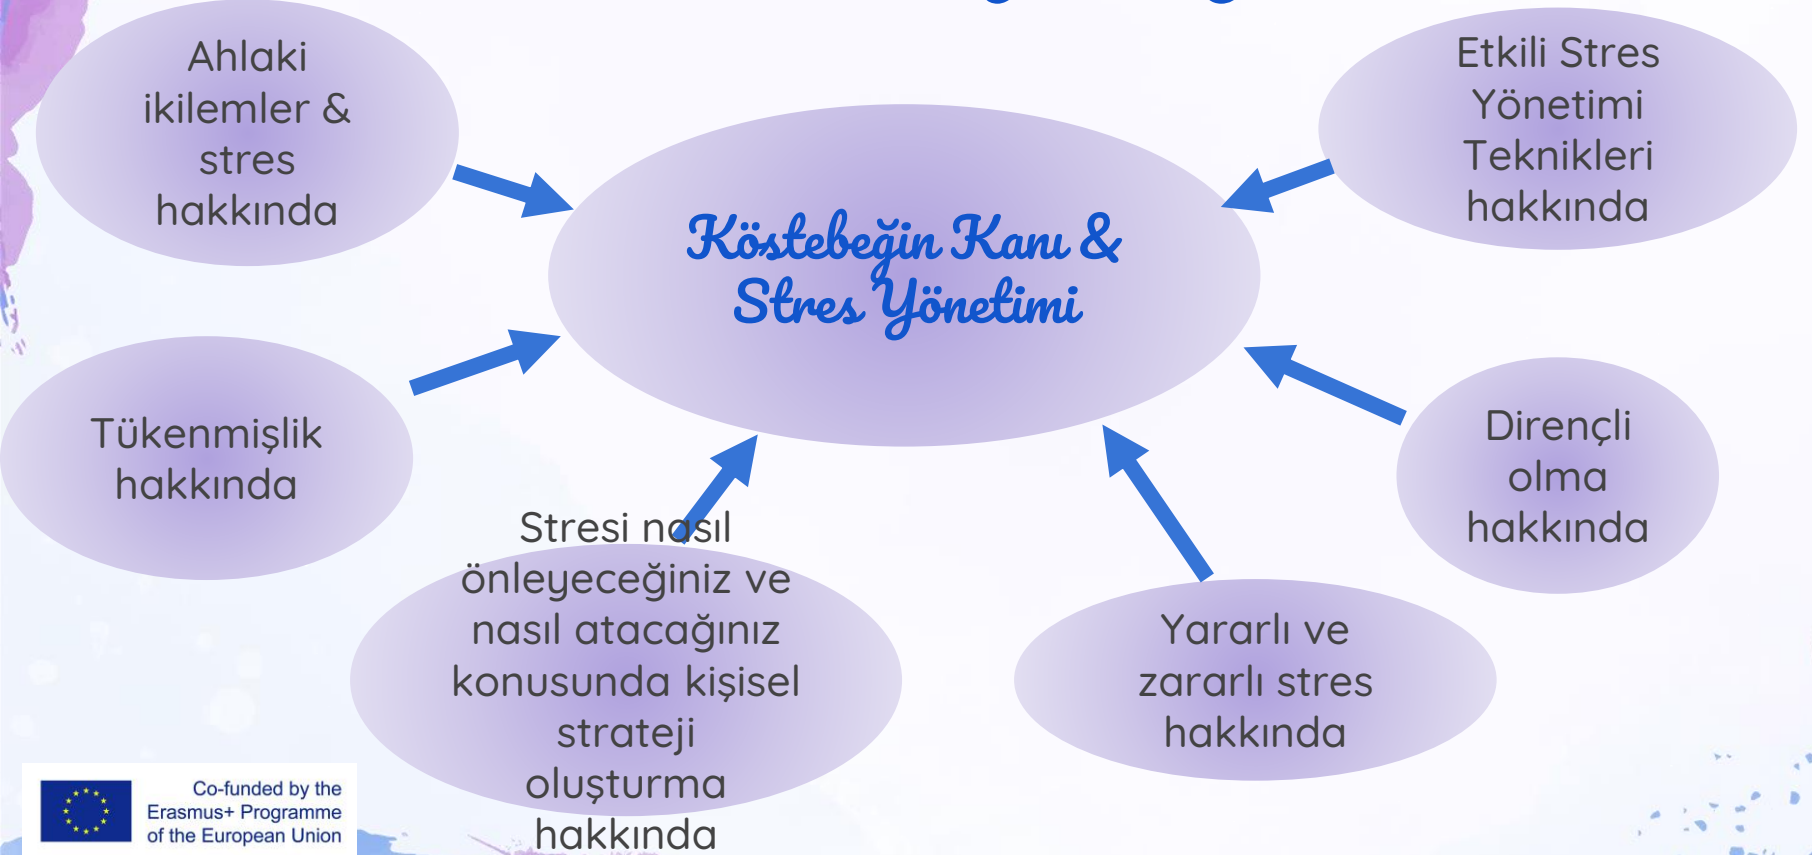 Ahlaki
ikilemler &
stres
hakkında
Etkili Stres
Yönetimi
Teknikleri
hakkında
Köstebeğin Kanı &
Stres Yönetimi
Tükenmişlik
hakkında
Dirençli
olma
hakkında
Stresi nasıl
önleyeceğiniz ve
nasıl atacağınız
konusunda kişisel
strateji
oluşturma
hakkında
Yararlı ve
zararlı stres
hakkında
Co-funded by the
Erasmus+ Programme
of the European Union